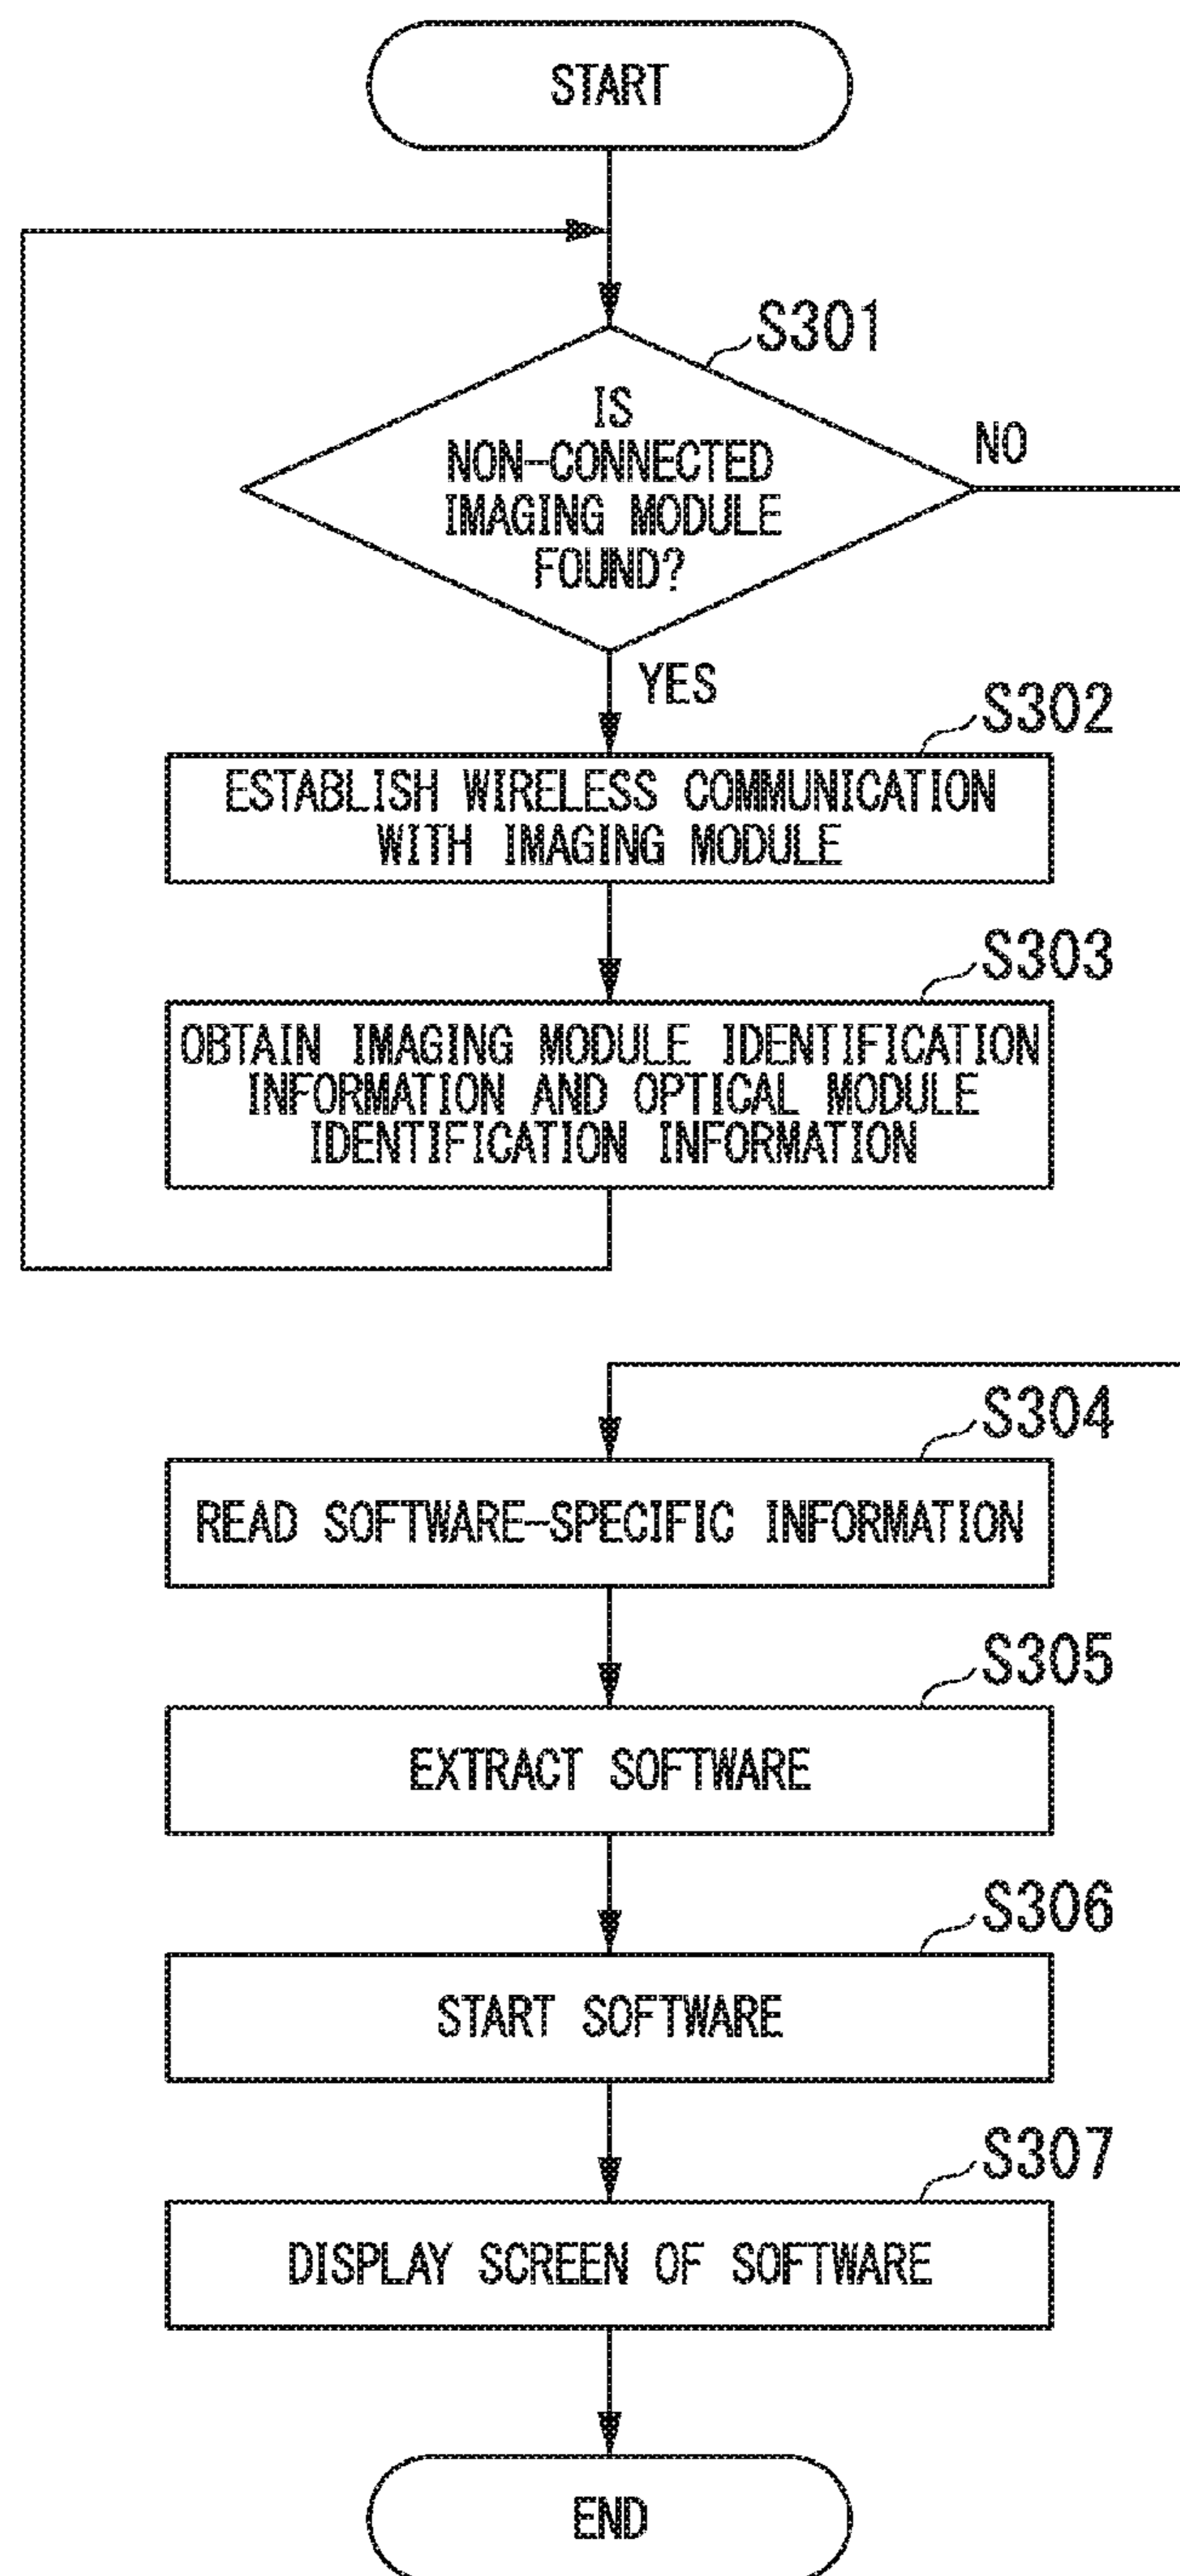 START
S301
IS
NON-CONNECTED
IMAGING MODULE
FOUND?
NO
YES
S302
ESTABLISH WIRELESS COMMUNICATION
WITH IMAGING MODULE
S303
OBTAIN IMAGING MODULE IDENTIFICATION
INFORMATION AND OPTICAL MODULE
IDENTIFICATION INFORMATION
S304
READ SOFTWARE-SPECIFIC INFORMATION
S305
EXTRACT SOFTWARE
S306
START SOFTWARE
S307
DISPLAY SCREEN OF SOFTWARE
END